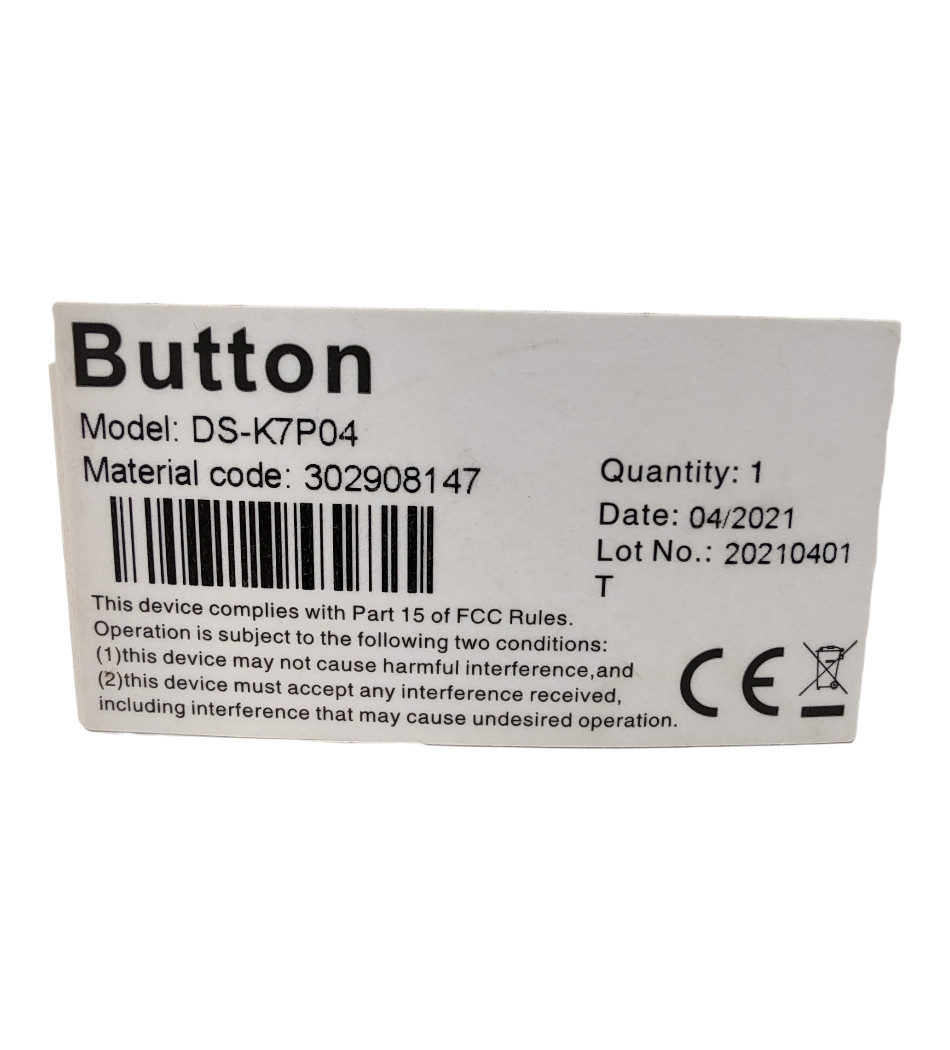 Button
Model: DS-K7P04
Material code: 302908147
Quantity: 1
Date: 04/2021
Lot No.: 20210401
T
This device complies with Part 15 of FCC Rules.
Operation is subject to the following two conditions:
(1)this device may not cause harmful interference,and
(2)this device must accept any interference received,
including interference that may cause undesired operation.
CE